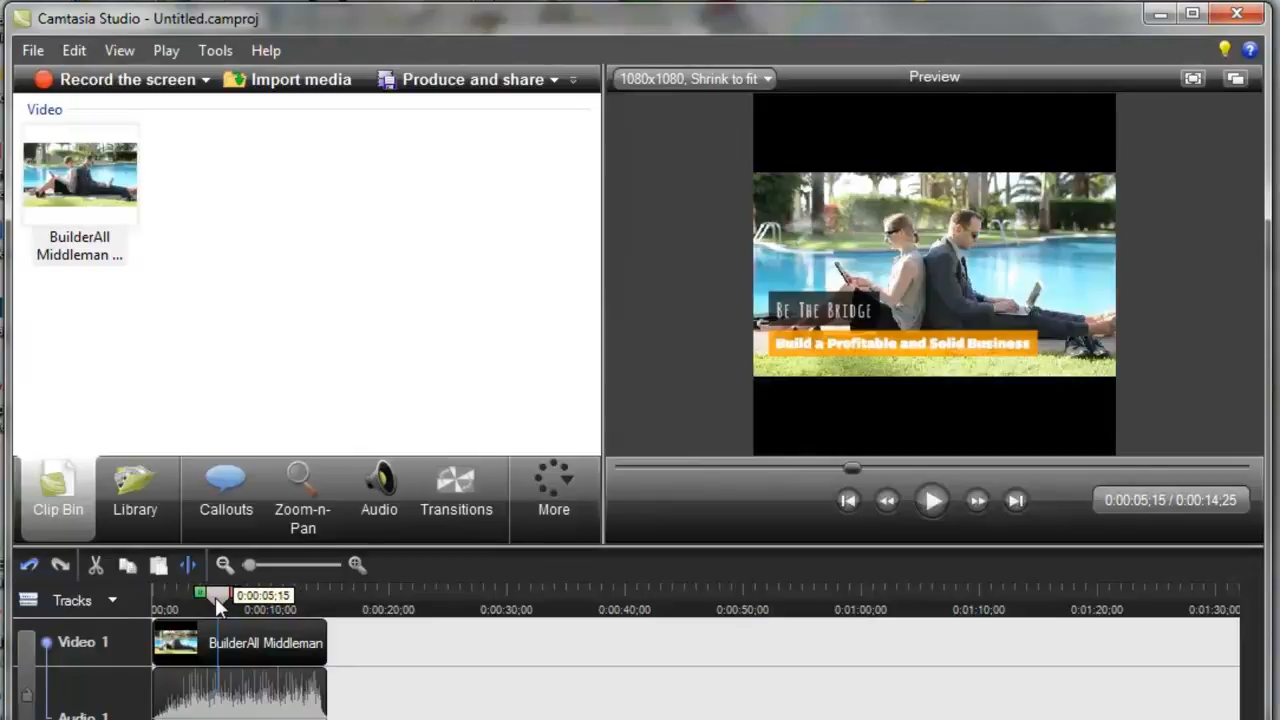 Camtasia Studio - Untitled.camproj
File Edit View Play Tools Help
Record the screen Import media Produce and share
1080x1080, Shrink to fit
Preview
Video
BuilderAll
Middleman ...
Be The Bridge
Build a Profitable and Solid Business
Clip Bin Library Callouts Zoom-n-
Pan Audio Transitions More
0:00:05;15 / 0:00:14,25
0:00:05;15
Tracks
00;00 0:00:10;00 0:00:20;00 0:00:30;00 0:00:40;00 0:00:50;00 0:01:00;00 0:01:10;00 0:01:20;00 0:01:30;00
Video 1
BuilderAll Middleman
Audio 1